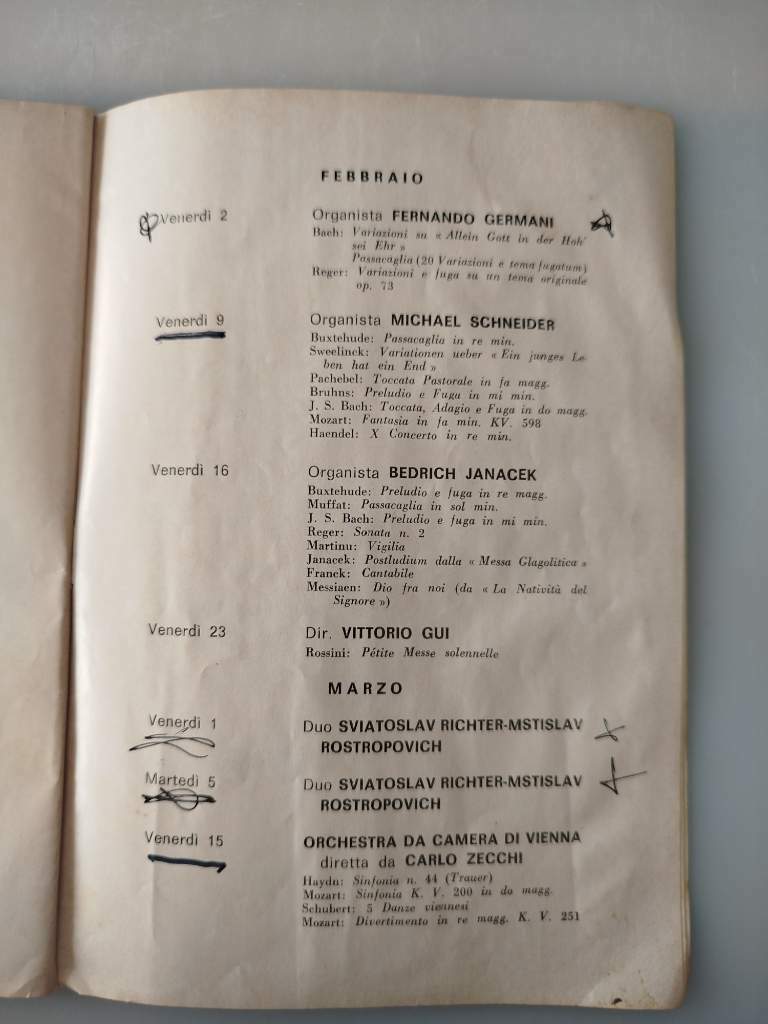 FEBBRAIO
Venerdì 2
Organista FERNANDO GERMANI
Bach: Variazioni su « Allein Gott in der Hoh'
sei Ehr »
Passacaglia (20 Variazioni e tema fugatum)
Reger: Variazioni e fuga su un tema originale
op. 73
Venerdì 9
Organista MICHAEL SCHNEIDER
Buxtehude: Passacaglia in re min.
Sweelinck: Variationen ueber « Ein junges Le-
ben hat ein End »
Pachebel: Toccata Pastorale in fa magg.
Bruhns: Preludio e Fuga in mi min.
J. S. Bach: Toccata, Adagio e Fuga in do magg.
Mozart: Fantasia in fa min. KV. 598
Haendel: X Concerto in re min.
Venerdì 16
Organista BEDRICH JANACEK
Buxtehude: Preludio e fuga in re magg.
Muffat: Passacaglia in sol min.
J. S. Bach: Preludio e fuga in mi min.
Reger: Sonata n. 2
Martinu: Vigilia
Janacek: Postludium dalla « Messa Glagolitica »
Franck: Cantabile
Messiaen: Dio fra noi (da « La Natività del
Signore »)
Venerdì 23
Dir. VITTORIO GUI
Rossini: Pétite Messe solennelle
MARZO
Venerdì 1
Duo SVIATOSLAV RICHTER-MSTISLAV
ROSTROPOVICH
Martedì 5
Duo SVIATOSLAV RICHTER-MSTISLAV
ROSTROPOVICH
Venerdì 15
ORCHESTRA DA CAMERA DI VIENNA
diretta da CARLO ZECCHI
Haydn: Sinfonia n. 44 (Trauer)
Mozart: Sinfonia K. V. 200 in do magg.
Schubert: 5 Danze viennesi
Mozart: Divertimento in re magg. K. V. 251